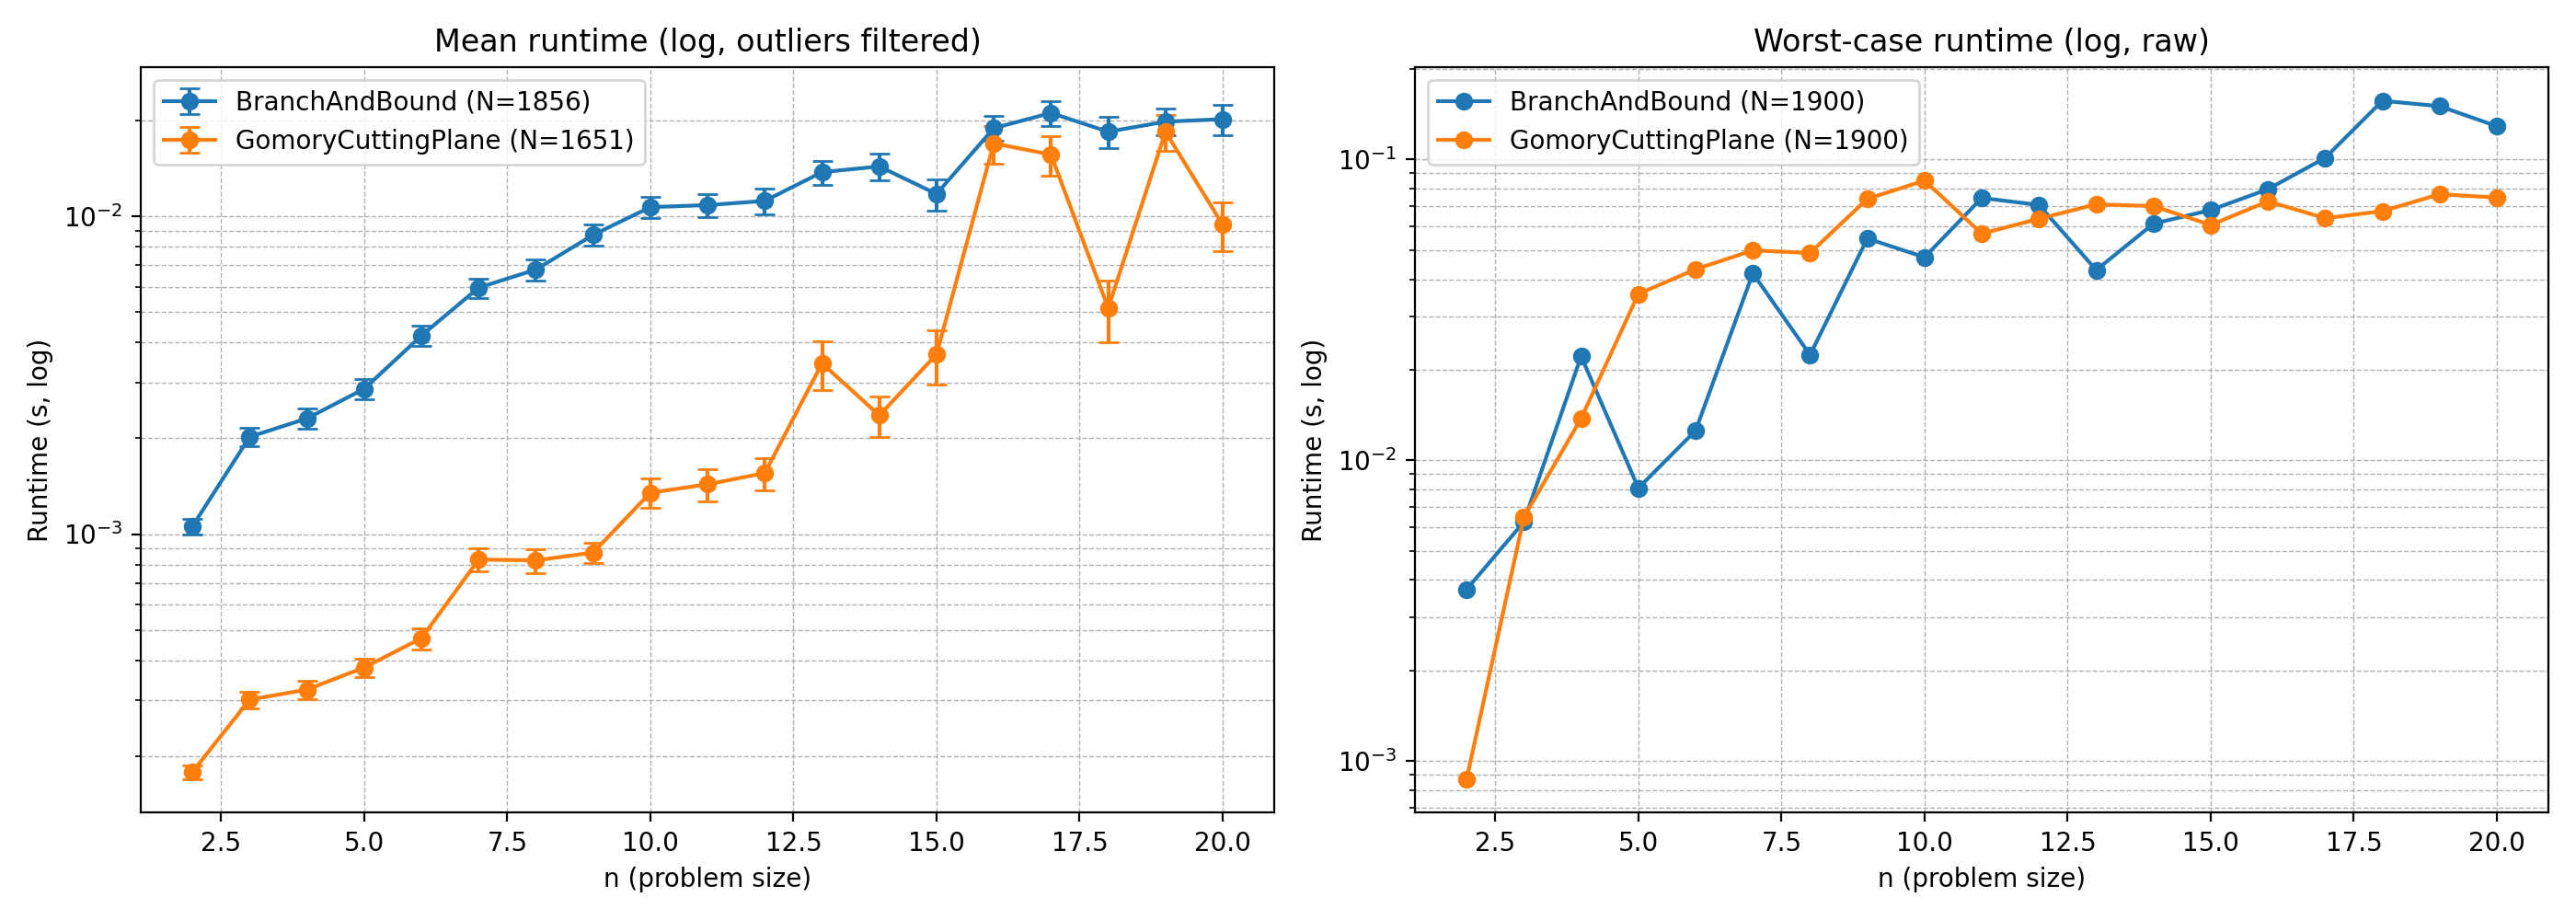 Mean runtime (log, outliers filtered)
BranchAndBound (N=1856)
GomoryCuttingPlane (N=1651)
Runtime (s, log)
10⁻²
10⁻³
2.5 5.0 7.5 10.0 12.5 15.0 17.5 20.0
n (problem size)
Worst-case runtime (log, raw)
BranchAndBound (N=1900)
GomoryCuttingPlane (N=1900)
Runtime (s, log)
10⁻¹
10⁻²
10⁻³
2.5 5.0 7.5 10.0 12.5 15.0 17.5 20.0
n (problem size)